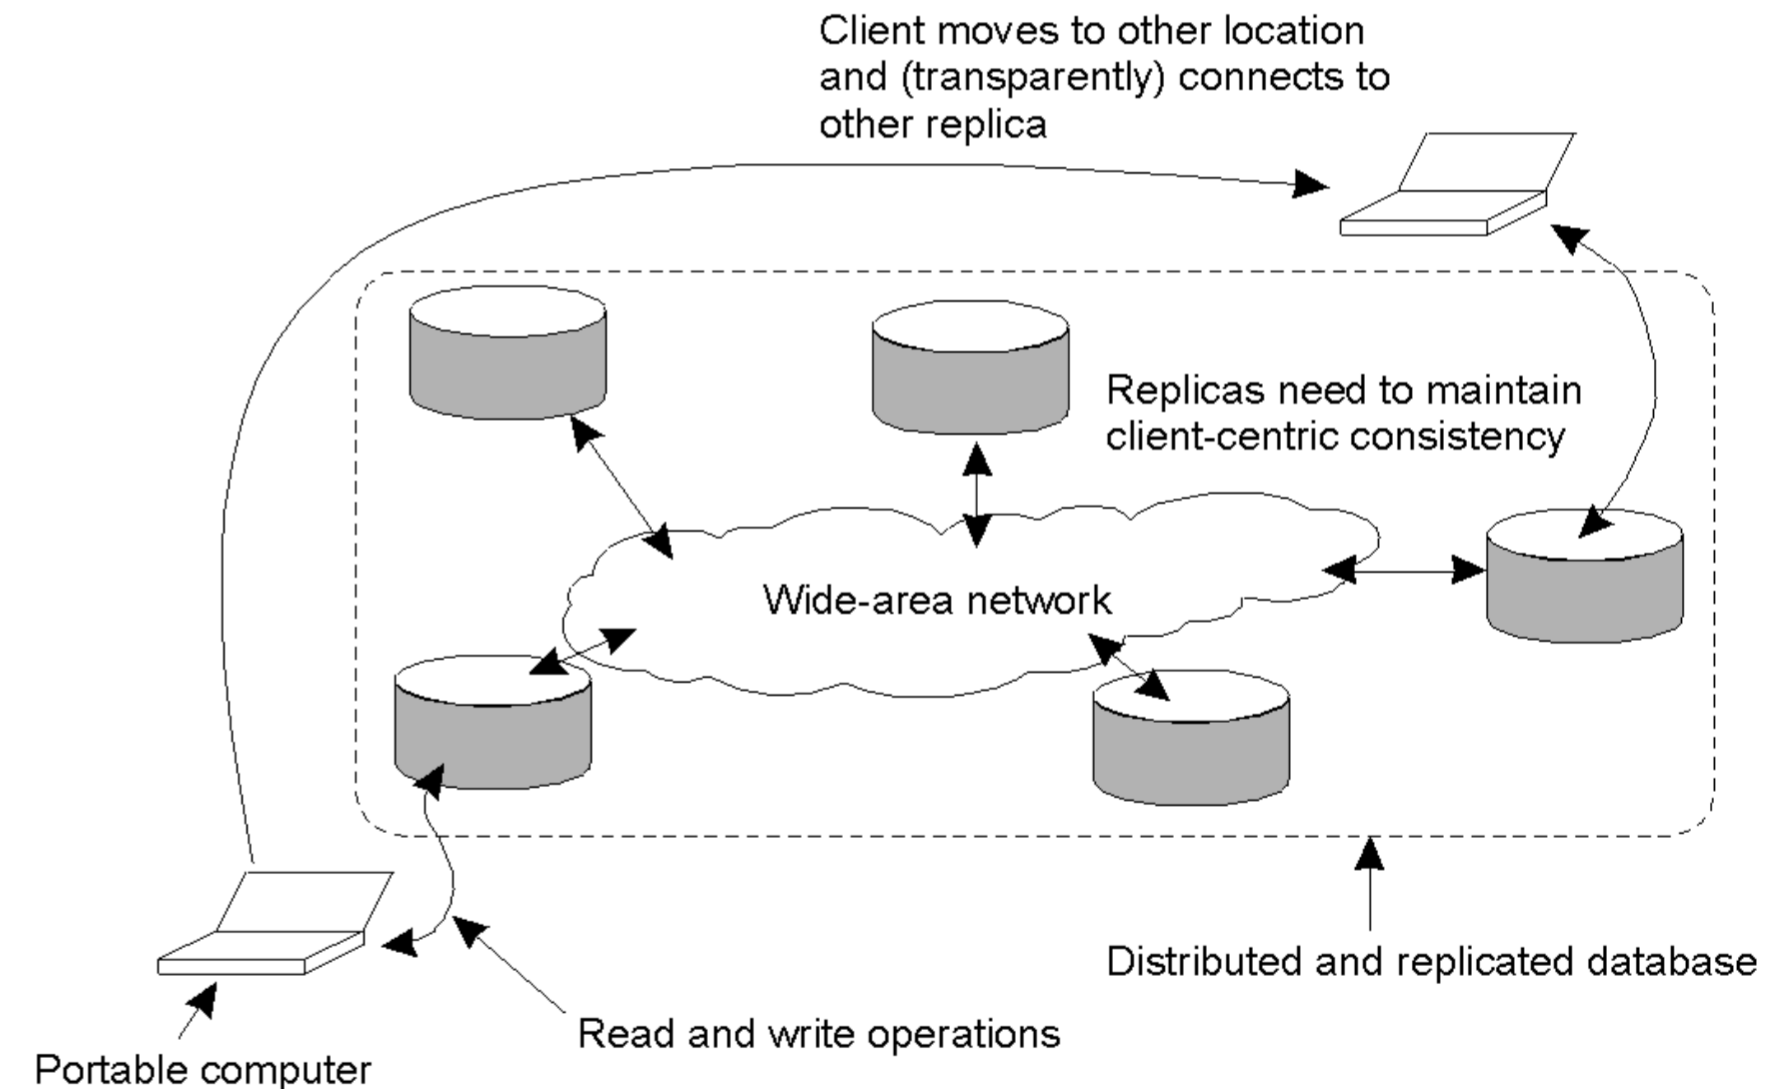 Client moves to other location
and (transparently) connects to
other replica
Replicas need to maintain
client-centric consistency
Wide-area network
Distributed and replicated database
Read and write operations
Portable computer